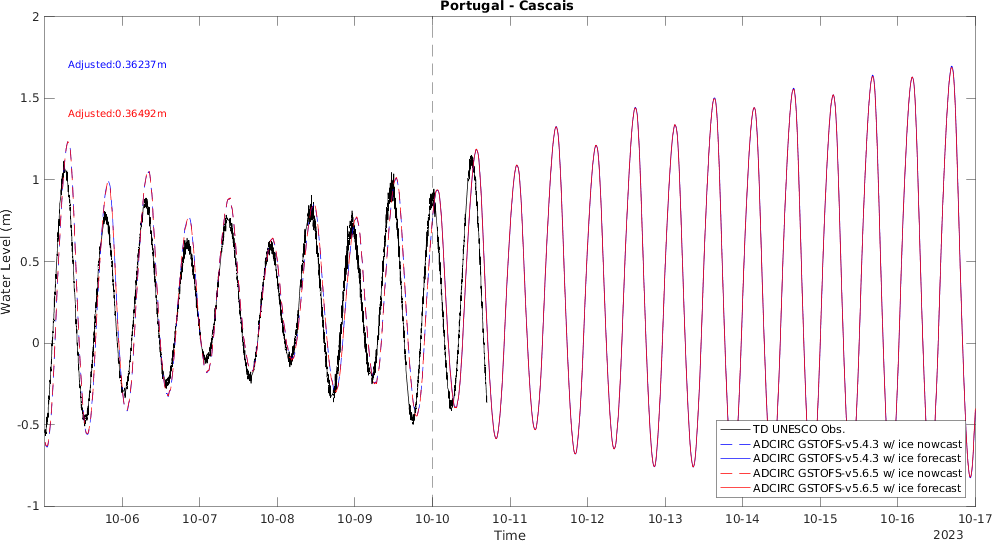 Portugal - Cascais
Adjusted:0.36237m
Adjusted:0.36492m
Water Level (m)
2
1.5
1
0.5
0
-0.5
-1
TD UNESCO Obs.
ADCIRC GSTOFS-v5.4.3 w/ ice nowcast
ADCIRC GSTOFS-v5.4.3 w/ ice forecast
ADCIRC GSTOFS-v5.6.5 w/ ice nowcast
ADCIRC GSTOFS-v5.6.5 w/ ice forecast
10-06 10-07 10-08 10-09 10-10 10-11 10-12 10-13 10-14 10-15 10-16 10-17
Time
2023